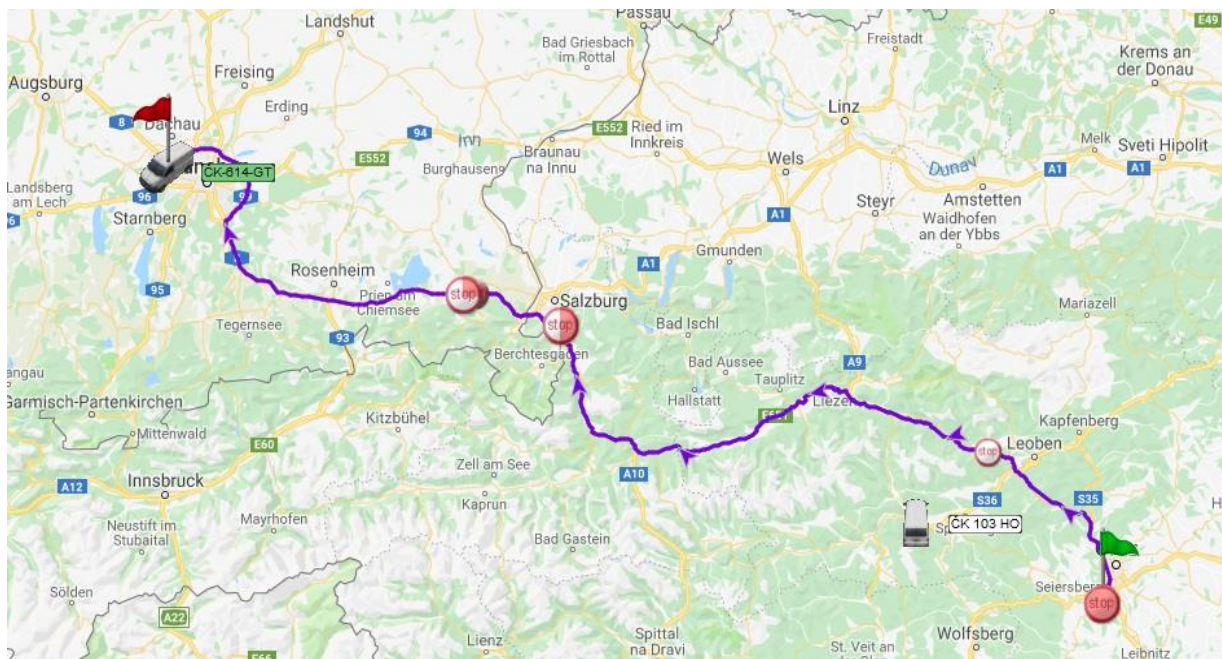 Landshut
Passau
E49
Bad Griesbach
im Rottal
Freistadt
Krems an
der Donau
Augsburg
Freising
Linz
Erding
8
Dachau
94
Inn
E552
Ried im
Innkreis
Melk
Sveti Hipolit
E552
Burghausen
Braunau
na Innu
Wels
Dunav
A1
A1
ČK-614-GT
Landsberg
am Lech
96
99
Amstetten
Starnberg
A1
Steyr
Waidhofen
an der Ybbs
Gmunden
A1
95
Rosenheim
Prien am
Chiemsee
stop
Salzburg
stop
Mariazell
Tegernsee
93
Bad Ischl
Berchtesgaden
Bad Aussee
A9
Tauplitz
Hallstatt
Liezen
Garmisch-Partenkirchen
Kitzbühel
Kapfenberg
Mittenwald
E60
stop
Leoben
Zell am See
A10
A12
Innsbruck
Kaprun
S36
S35
Mayrhofen
ČK 103 HO
Neustift im
Stubaital
Bad Gastein
Seiersberg
Sölden
stop
A22
Wolfsberg
Lienz
Spittal
na Dravi
St. Veit an
Leibnitz
E66